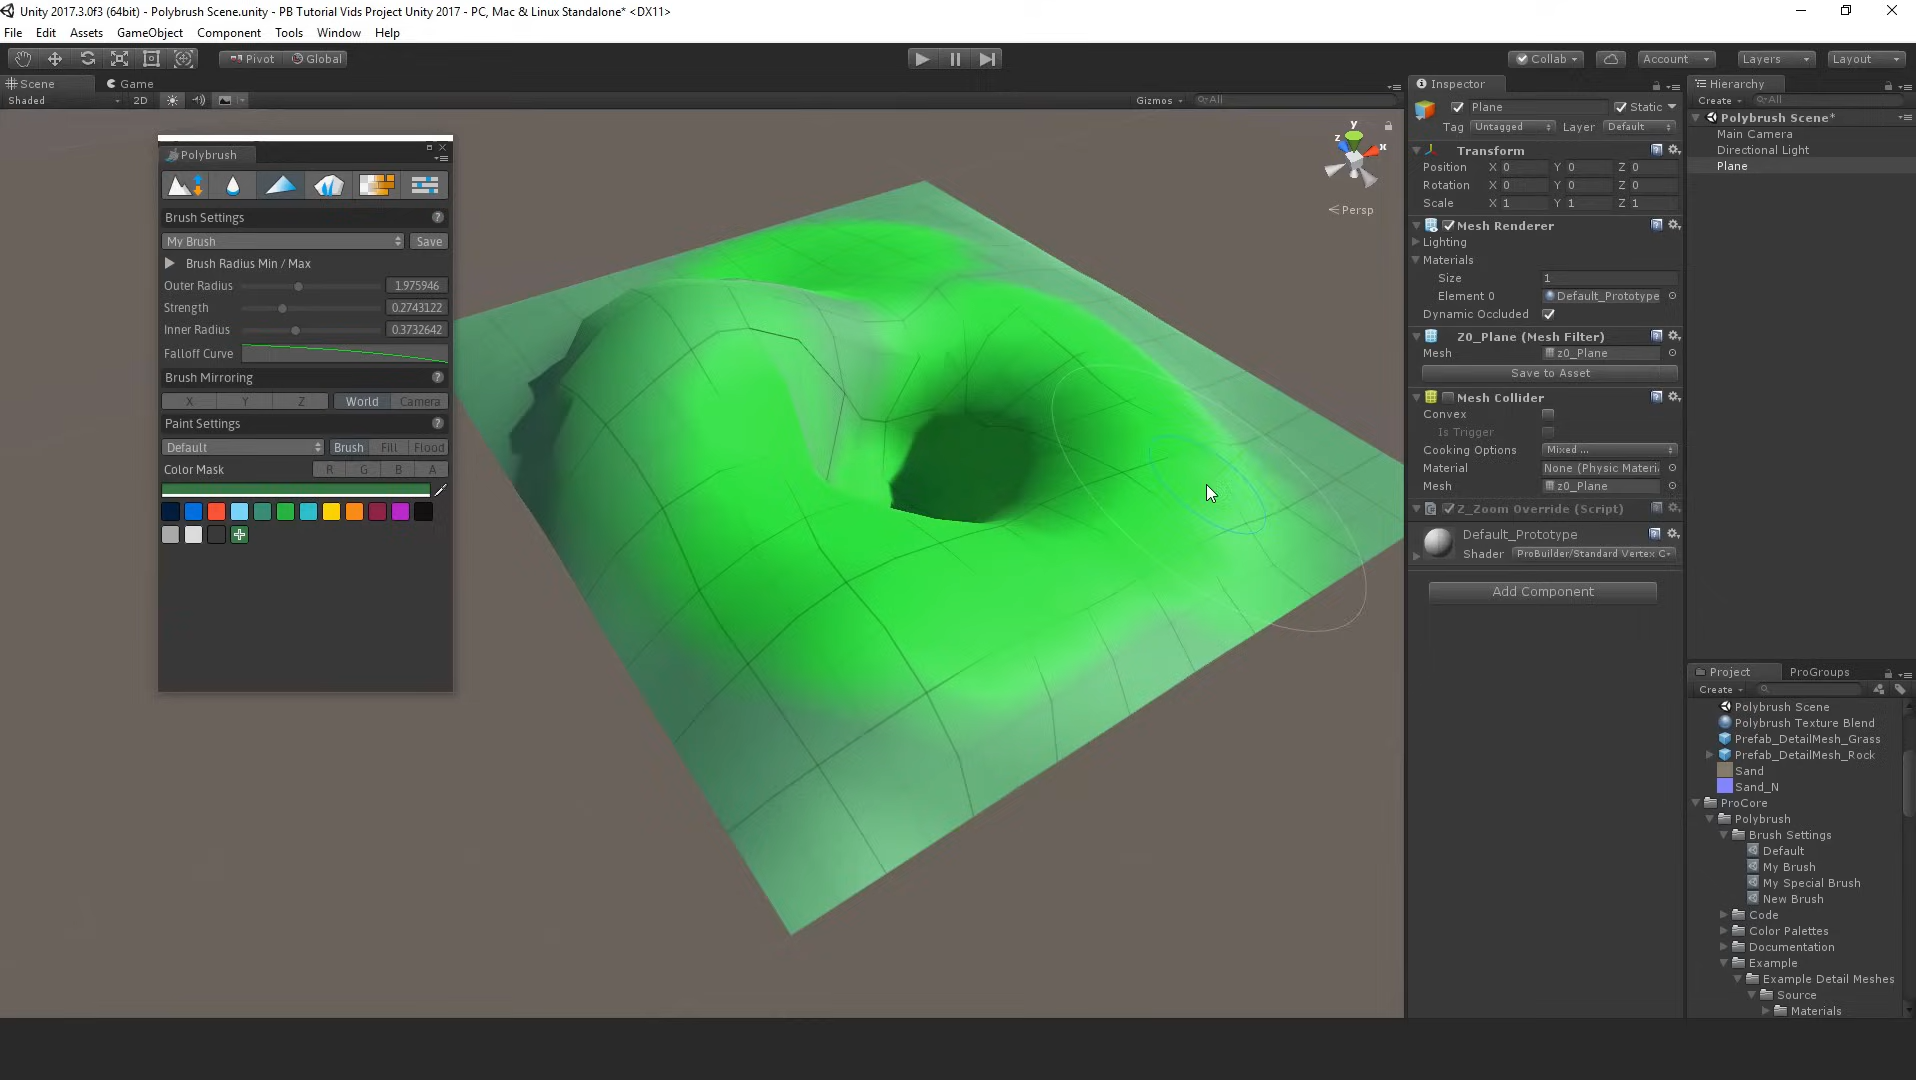 Unity 2017.3.0f3 (64bit) - Polybrush Scene.unity - PB Tutorial Vids Project Unity 2017 - PC, Mac & Linux Standalone* <DX11>
File Edit Assets GameObject Component Tools Window Help
Pivot Global Collab Account Layers Layout
Scene Game
Shaded 2D Gizmos All
y
z x
Persp
Polybrush
Brush Settings ?
My Brush Save
Brush Radius Min / Max
Outer Radius 1.975946
Strength 0.2743122
Inner Radius 0.3732642
Falloff Curve
Brush Mirroring ?
X Y Z World Camera
Paint Settings ?
Default Brush Fill Flood
Color Mask R G B A
Inspector
Plane Static
Tag Untagged Layer Default
Transform
Position X 0 Y 0 Z 0
Rotation X 0 Y 0 Z 0
Scale X 1 Y 1 Z 1
Mesh Renderer
Lighting
Materials
Size 1
Element 0 Default_Prototype
Dynamic Occluded
Z0_Plane (Mesh Filter)
Mesh z0_Plane
Save to Asset
Mesh Collider
Convex
Is Trigger
Cooking Options Mixed ...
Material None (Physic Materi
Mesh z0_Plane
Z_Zoom Override (Script)
Default_Prototype
Shader ProBuilder/Standard Vertex C
Add Component
Hierarchy
Create All
Polybrush Scene*
Main Camera
Directional Light
Plane
Project ProGroups
Create
Polybrush Scene
Polybrush Texture Blend
Prefab_DetailMesh_Grass
Prefab_DetailMesh_Rock
Sand
Sand_N
ProCore
Polybrush
Brush Settings
Default
My Brush
My Special Brush
New Brush
Code
Color Palettes
Documentation
Example
Example Detail Meshes
Source
Materials